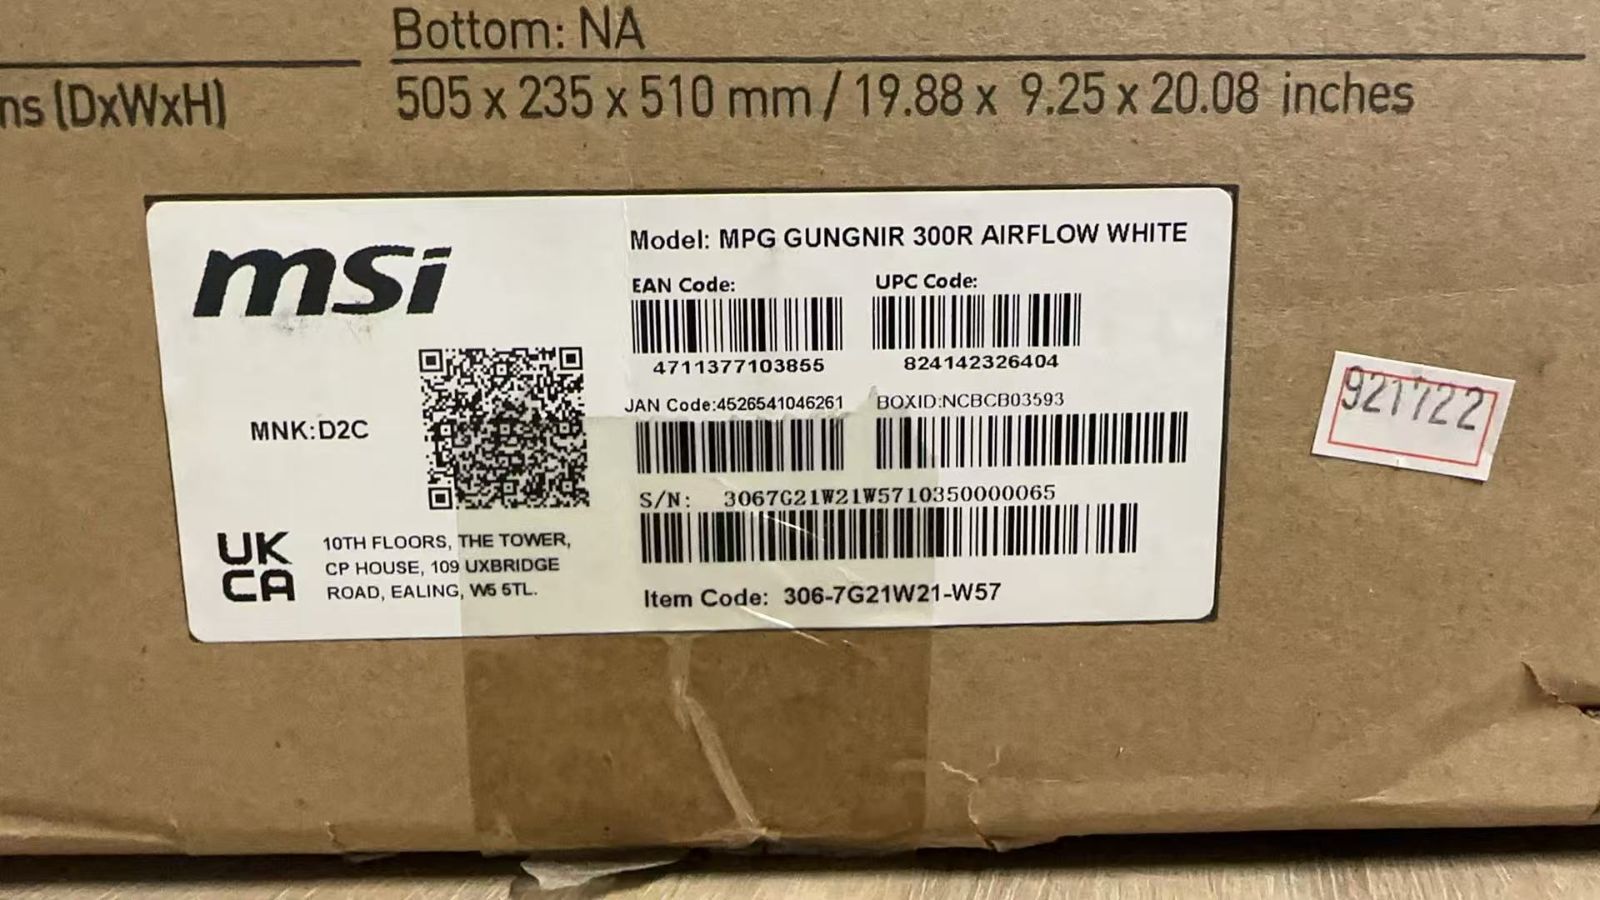 Bottom: NA
ns (DxWxH)
505 x 235 x 510 mm / 19.88 x 9.25 x 20.08 inches
msi
Model: MPG GUNGNIR 300R AIRFLOW WHITE
EAN Code:
4711377103855
UPC Code:
824142326404
JAN Code:4526541046261
BOXID:NCBCB03593
MNK:D2C
S/N: 3067G21W21W5710350000065
UK
CA
10TH FLOORS, THE TOWER,
CP HOUSE, 109 UXBRIDGE
ROAD, EALING, W5 5TL.
Item Code: 306-7G21W21-W57
921722